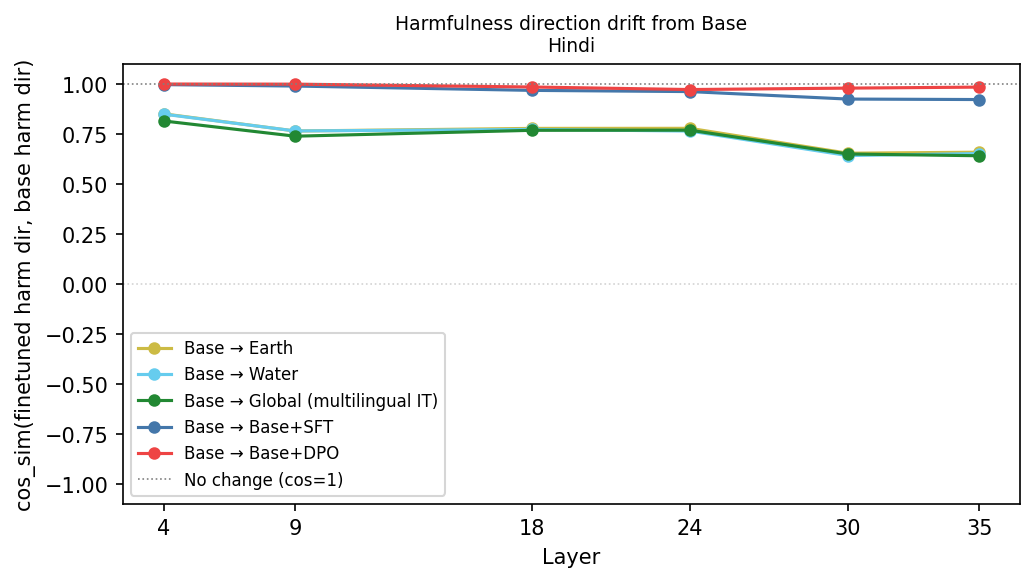 Harmfulness direction drift from Base
Hindi
cos_sim(finetuned harm dir, base harm dir)
1.00
0.75
0.50
0.25
0.00
−0.25
−0.50
−0.75
−1.00
Base → Earth
Base → Water
Base → Global (multilingual IT)
Base → Base+SFT
Base → Base+DPO
No change (cos=1)
4 9 18 24 30 35
Layer